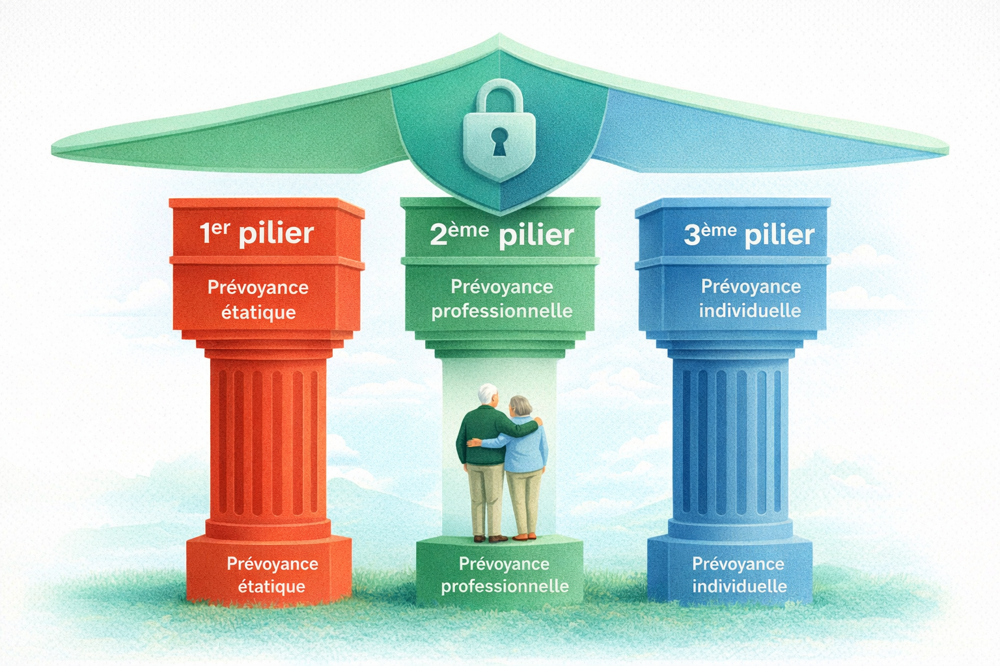 1er pilier
Prévoyance
étatique
2ème pilier
Prévoyance
professionnelle
3ème pilier
Prévoyance
individuelle
Prévoyance
étatique
Prévoyance
professionnelle
Prévoyance
individuelle